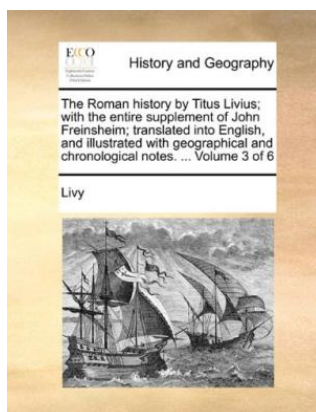 ECCO
History and Geography
The Roman history by Titus Livius;
with the entire supplement of John
Freinsheim; translated into English,
and illustrated with geographical and
chronological notes. ... Volume 3 of 6
Livy